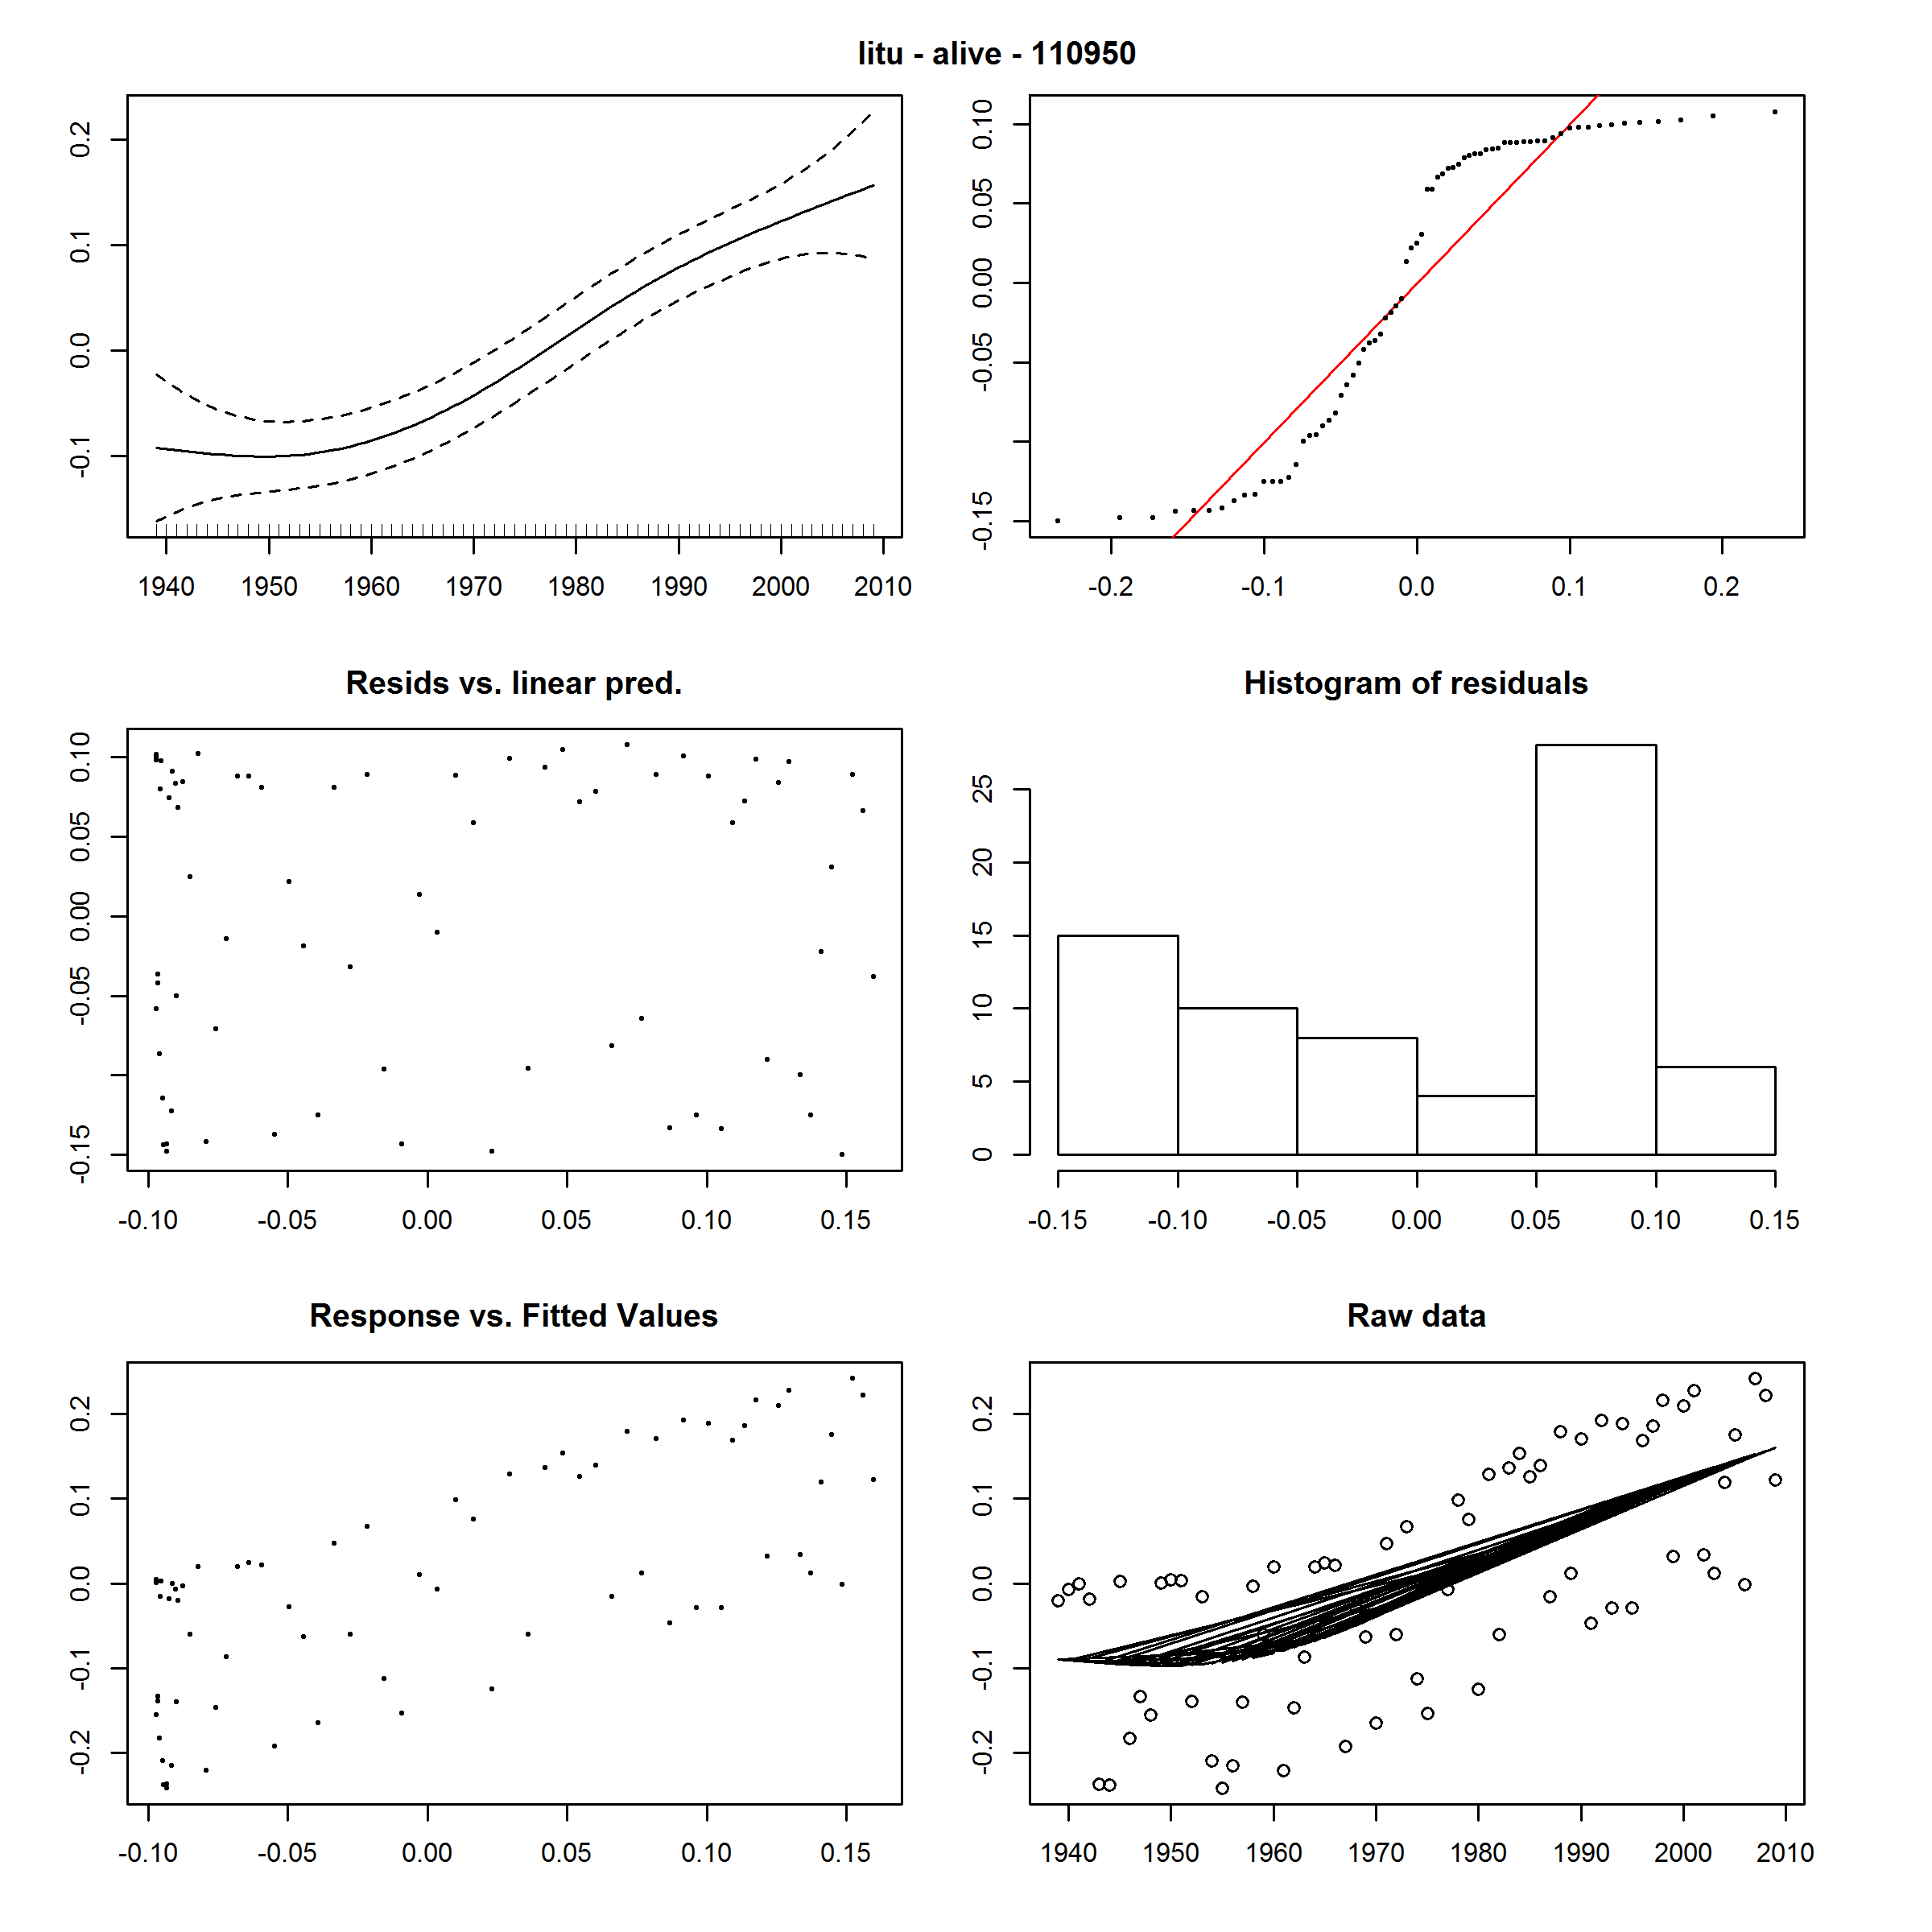 litu - alive - 110950
0.2
0.1
0.0
-0.1
1940 1950 1960 1970 1980 1990 2000 2010
0.10
0.05
0.00
-0.05
-0.15
-0.2 -0.1 0.0 0.1 0.2
Resids vs. linear pred.
0.10
0.05
0.00
-0.05
-0.15
-0.10 -0.05 0.00 0.05 0.10 0.15
Histogram of residuals
25
20
15
10
5
0
-0.15 -0.10 -0.05 0.00 0.05 0.10 0.15
Response vs. Fitted Values
0.2
0.1
0.0
-0.1
-0.2
-0.10 -0.05 0.00 0.05 0.10 0.15
Raw data
0.2
0.1
0.0
-0.1
-0.2
1940 1950 1960 1970 1980 1990 2000 2010